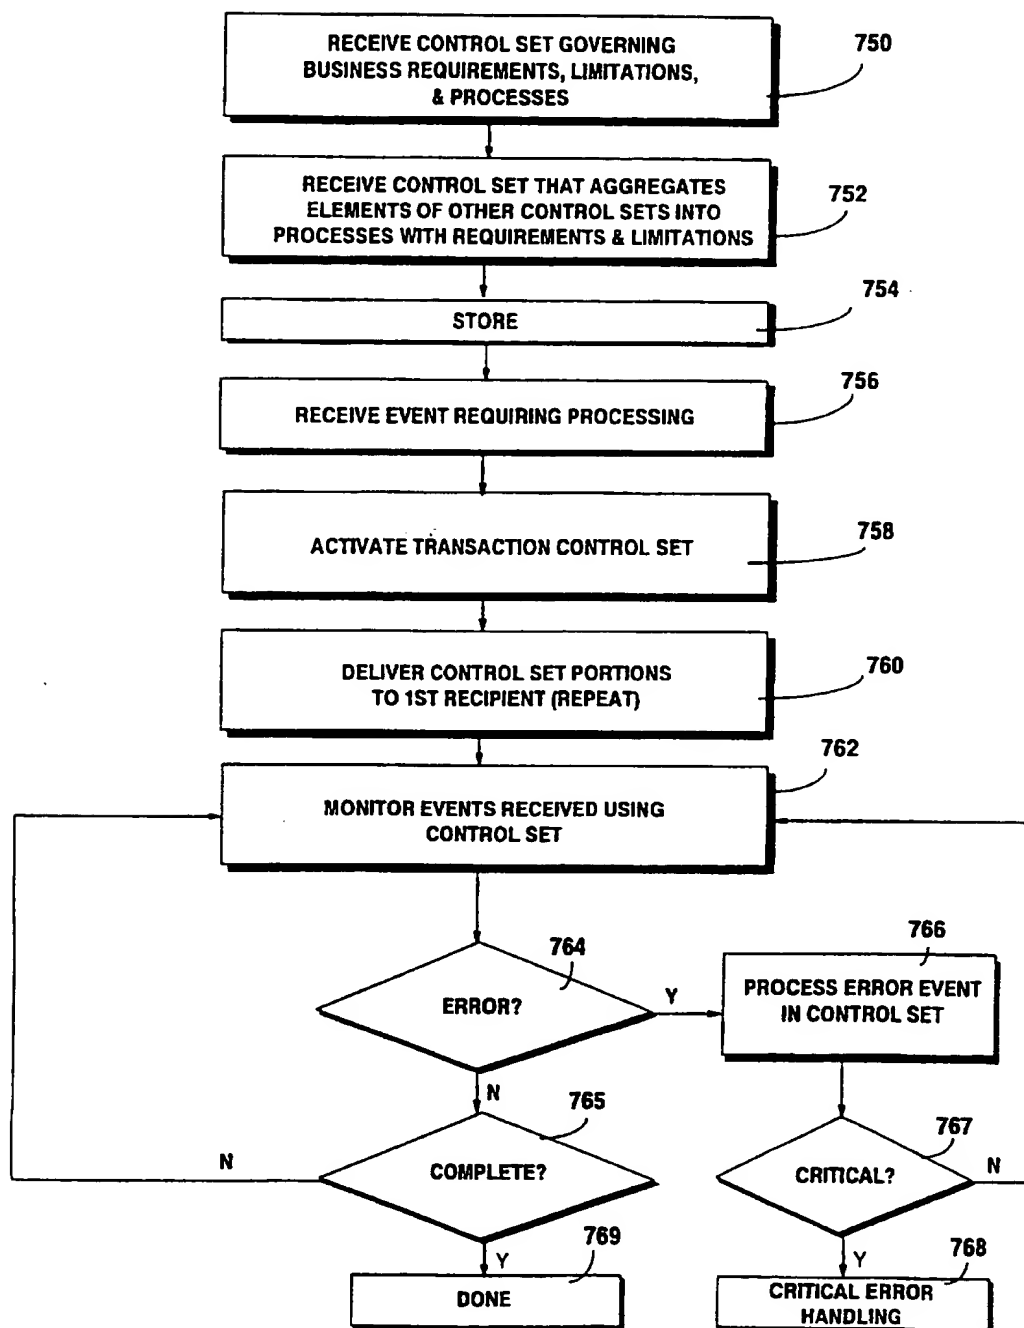 RECEIVE CONTROL SET GOVERNING
BUSINESS REQUIREMENTS, LIMITATIONS,
& PROCESSES
750
RECEIVE CONTROL SET THAT AGGREGATES
ELEMENTS OF OTHER CONTROL SETS INTO
PROCESSES WITH REQUIREMENTS & LIMITATIONS
752
STORE
754
RECEIVE EVENT REQUIRING PROCESSING
756
ACTIVATE TRANSACTION CONTROL SET
758
DELIVER CONTROL SET PORTIONS
TO 1ST RECIPIENT (REPEAT)
760
MONITOR EVENTS RECEIVED USING
CONTROL SET
762
ERROR?
764
Y
N
PROCESS ERROR EVENT
IN CONTROL SET
766
COMPLETE?
765
N
Y
CRITICAL?
767
N
Y
DONE
769
CRITICAL ERROR
HANDLING
768